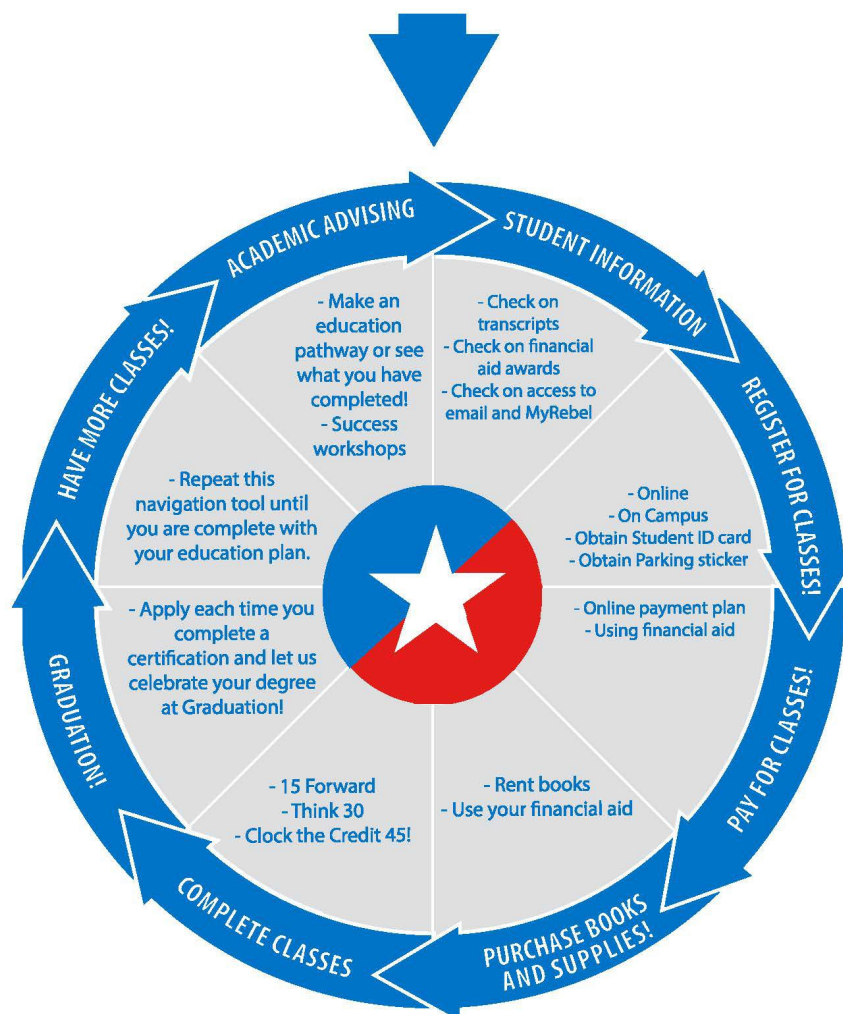 STUDENT INFORMATION
- Check on
transcripts
- Check on financial
aid awards
- Check on access to
email and MyRebel
REGISTER FOR CLASSES!
- Online
- On Campus
- Obtain Student ID card
- Obtain Parking sticker
PAY FOR CLASSES!
- Online payment plan
- Using financial aid
PURCHASE BOOKS
AND SUPPLIES!
- Rent books
- Use your financial aid
COMPLETE CLASSES
- 15 Forward
- Think 30
- Clock the Credit 45!
GRADUATION!
- Apply each time you
complete a
certification and let us
celebrate your degree
at Graduation!
HAVE MORE CLASSES!
- Repeat this
navigation tool until
you are complete with
your education plan.
ACADEMIC ADVISING
- Make an
education
pathway or see
what you have
completed!
- Success
workshops